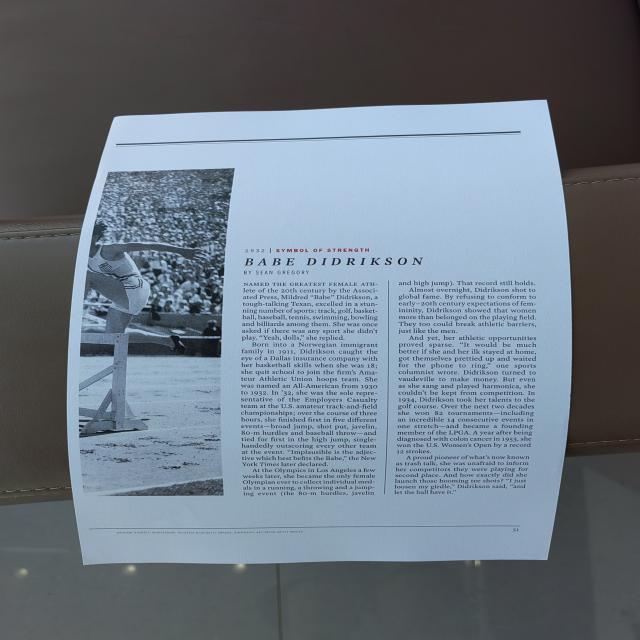 1932 | SYMBOL OF STRENGTH
BABE DIDRIKSON
BY SEAN GREGORY
NAMED THE GREATEST FEMALE ATH-
lete of the 20th century by the Associ-
ated Press, Mildred "Babe" Didrikson, a
tough-talking Texan, excelled in a stun-
ning number of sports: track, golf, basket-
ball, baseball, tennis, swimming, bowling
and billiards among them. She was once
asked if there was any sport she didn't
play. "Yeah, dolls," she replied.
Born into a Norwegian immigrant
family in 1911, Didrikson caught the
eye of a Dallas insurance company with
her basketball skills when she was 18;
she quit school to join the firm's Ama-
teur Athletic Union hoops team. She
was named an All-American from 1930
to 1932. In '32, she was the sole repre-
sentative of the Employers Casualty
team at the U.S. amateur track-and-field
championships; over the course of three
hours, she finished first in five different
events—broad jump, shot put, javelin,
80-m hurdles and baseball throw—and
tied for first in the high jump, single-
handedly outscoring every other team
at the event. "Implausible is the adjec-
tive which best befits the Babe," the New
York Times later declared.
At the Olympics in Los Angeles a few
weeks later, she became the only female
Olympian ever to collect individual med-
als in a running, a throwing and a jump-
ing event (the 80-m hurdles, javelin
and high jump). That record still holds.
Almost overnight, Didrikson shot to
global fame. By refusing to conform to
early-20th century expectations of fem-
ininity, Didrikson showed that women
more than belonged on the playing field.
They too could break athletic barriers,
just like the men.
And yet, her athletic opportunities
proved sparse. "It would be much
better if she and her ilk stayed at home,
got themselves prettied up and waited
for the phone to ring," one sports
columnist wrote. Didrikson turned to
vaudeville to make money. But even
as she sang and played harmonica, she
couldn't be kept from competition. In
1934, Didrikson took her talents to the
golf course. Over the next two decades
she won 82 tournaments—including
an incredible 14 consecutive events in
one stretch—and became a founding
member of the LPGA. A year after being
diagnosed with colon cancer in 1953, she
won the U.S. Women's Open by a record
12 strokes.
A proud pioneer of what's now known
as trash talk, she was unafraid to inform
her competitors they were playing for
second place. And how exactly did she
launch those booming tee shots? "I just
loosen my girdle," Didrikson said, "and
let the ball have it."
51